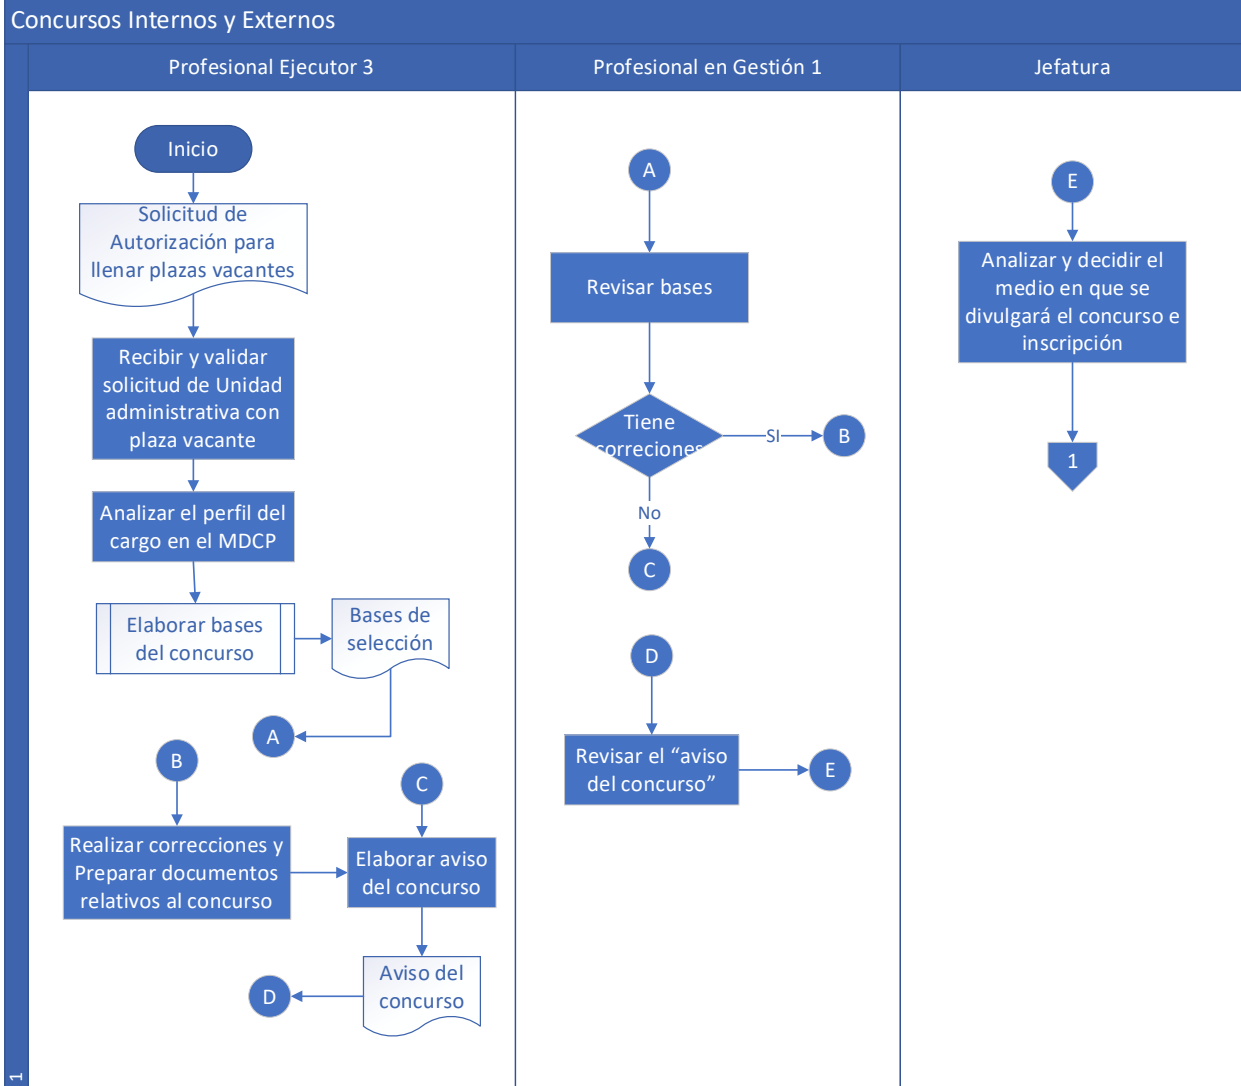 Concursos Internos y Externos
Profesional Ejecutor 3
Profesional en Gestión 1
Jefatura
Inicio
Solicitud de
Autorización para
llenar plazas vacantes
Recibir y validar
solicitud de Unidad
administrativa con
plaza vacante
Analizar el perfil del
cargo en el MDCP
Elaborar bases
del concurso
Bases de
selección
A
B
C
Realizar correcciones y
Preparar documentos
relativos al concurso
Elaborar aviso
del concurso
Aviso del
concurso
D
A
Revisar bases
Tiene
correciones
SI
B
No
C
D
Revisar el “aviso
del concurso”
E
E
Analizar y decidir el
medio en que se
divulgará el concurso e
inscripción
1
1